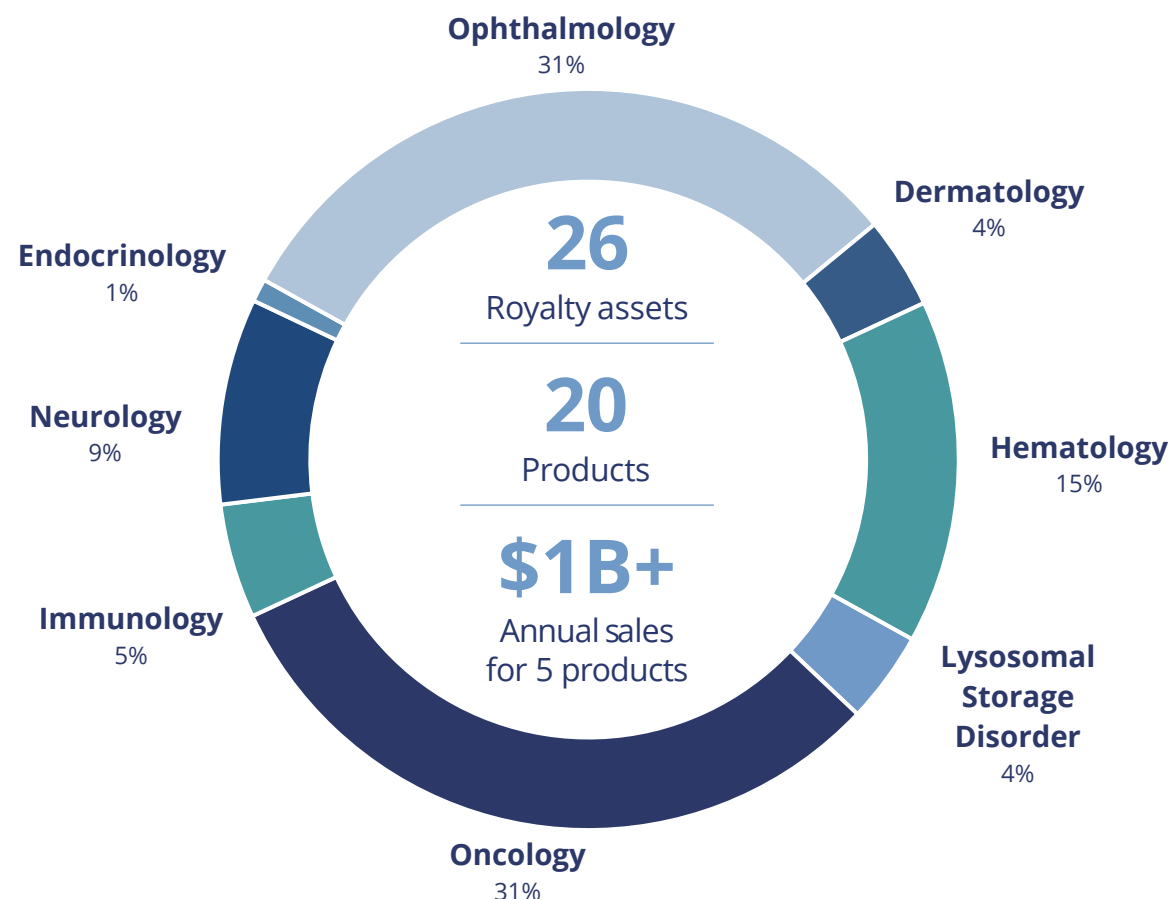 Ophthalmology
31%
Dermatology
4%
Endocrinology
1%
26
Royalty assets
Neurology
9%
20
Products
Hematology
15%
$1B+
Annual sales
for 5 products
Immunology
5%
Lysosomal
Storage
Disorder
4%
Oncology
31%